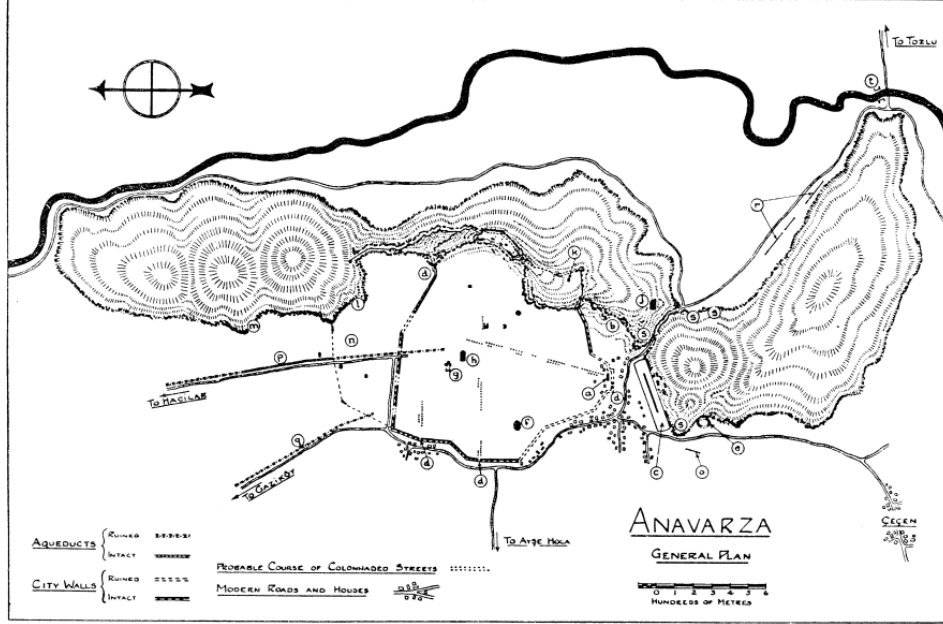 To Tozlu
t
r
k
d
l
j
s
s
b
s
m
n
p
h
g
a
d
To Hacilar
f
q
s
e
d
d
c
o
To Gaziköy
Anavarza
General Plan
Çeçen
To Ayşe Hoca
Aqueducts
Ruined
Intact
City Walls
Ruined
Intact
Probable Course of Colonnaded Streets
Modern Roads and Houses
0 1 2 3 4 5 6
Hundreds of Metres